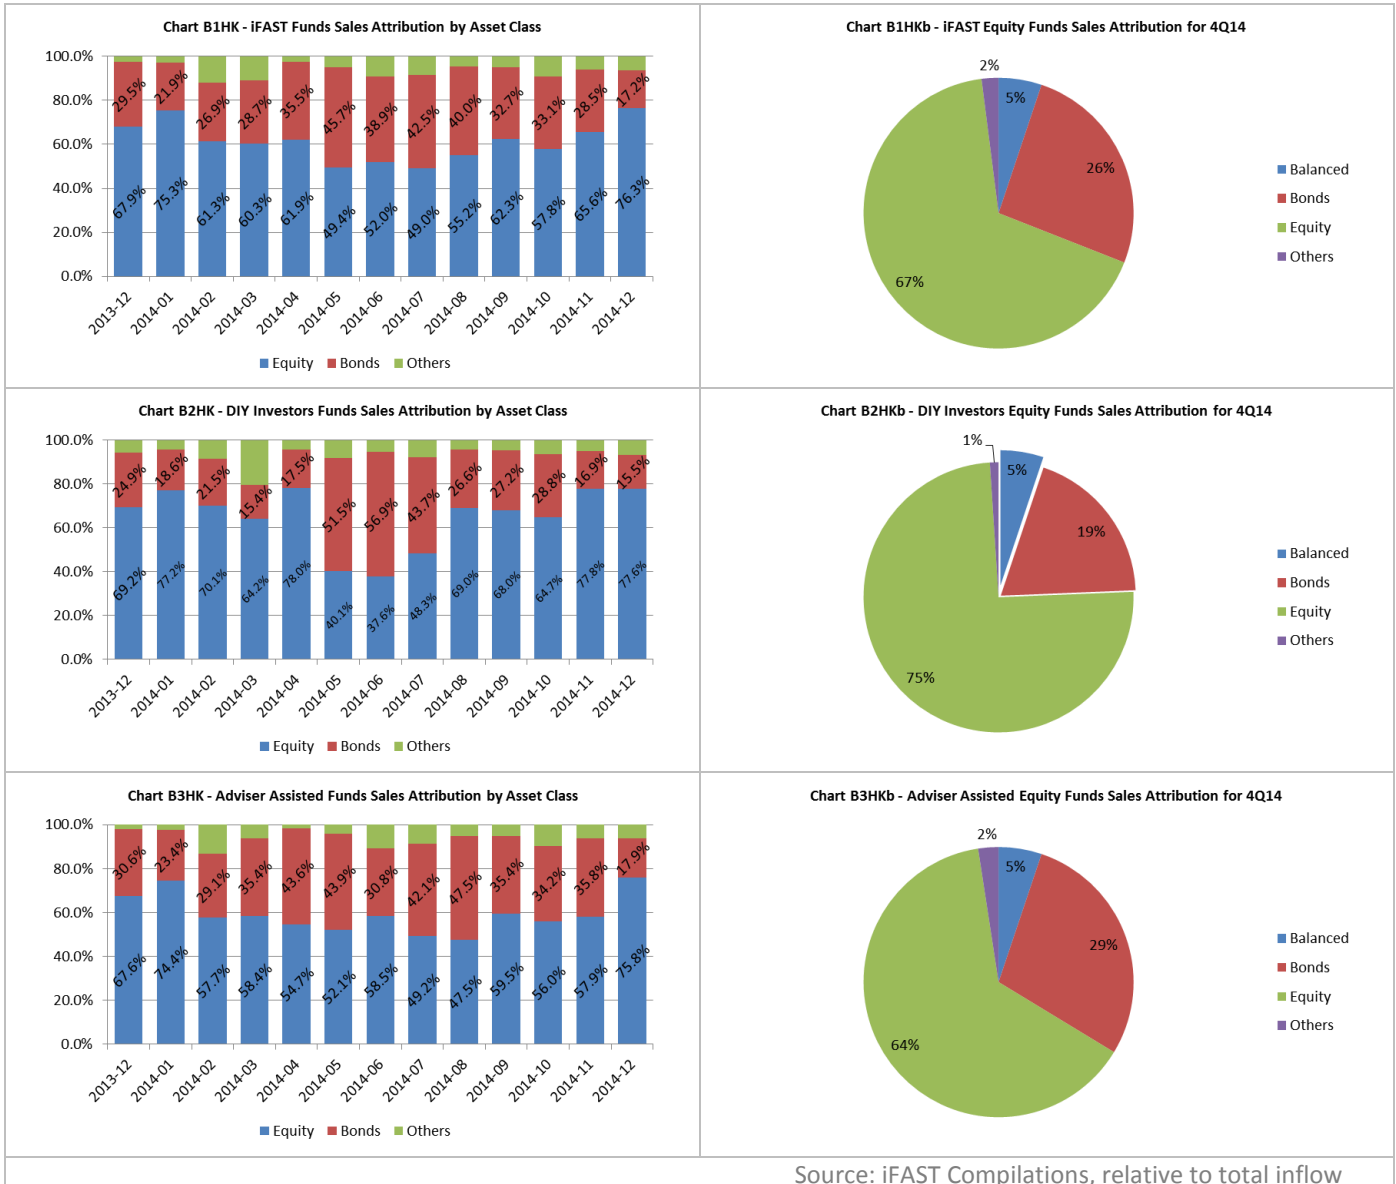 Chart B1HK - iFAST Funds Sales Attribution by Asset Class
100.0%
80.0%
60.0%
40.0%
20.0%
0.0%
29.5% 21.9% 26.9% 28.7% 35.5% 45.7% 38.9% 42.5% 40.0% 32.7% 33.1% 28.5% 17.2%
67.9% 75.3% 61.3% 60.3% 61.9% 49.4% 52.0% 49.0% 55.2% 62.3% 57.8% 65.6% 76.3%
2013-12 2014-01 2014-02 2014-03 2014-04 2014-05 2014-06 2014-07 2014-08 2014-09 2014-10 2014-11 2014-12
Equity Bonds Others
Chart B1HKb - iFAST Equity Funds Sales Attribution for 4Q14
2%
5%
26%
67%
Balanced
Bonds
Equity
Others
Chart B2HK - DIY Investors Funds Sales Attribution by Asset Class
100.0%
80.0%
60.0%
40.0%
20.0%
0.0%
24.9% 18.6% 21.5% 15.4% 17.5% 51.5% 56.9% 43.7% 26.6% 27.2% 28.8% 16.9% 15.5%
69.2% 77.2% 70.1% 64.2% 78.0% 40.1% 37.6% 48.3% 69.0% 68.0% 64.7% 77.8% 77.6%
2013-12 2014-01 2014-02 2014-03 2014-04 2014-05 2014-06 2014-07 2014-08 2014-09 2014-10 2014-11 2014-12
Equity Bonds Others
Chart B2HKb - DIY Investors Equity Funds Sales Attribution for 4Q14
1%
5%
19%
75%
Balanced
Bonds
Equity
Others
Chart B3HK - Adviser Assisted Funds Sales Attribution by Asset Class
100.0%
80.0%
60.0%
40.0%
20.0%
0.0%
30.6% 23.4% 29.1% 35.4% 43.6% 43.9% 30.8% 42.1% 47.5% 35.4% 34.2% 35.8% 17.9%
67.6% 74.4% 57.7% 58.4% 54.7% 52.1% 58.5% 49.2% 47.5% 59.5% 56.0% 57.9% 75.8%
2013-12 2014-01 2014-02 2014-03 2014-04 2014-05 2014-06 2014-07 2014-08 2014-09 2014-10 2014-11 2014-12
Equity Bonds Others
Chart B3HKb - Adviser Assisted Equity Funds Sales Attribution for 4Q14
2%
5%
29%
64%
Balanced
Bonds
Equity
Others
Source: iFAST Compilations, relative to total inflow